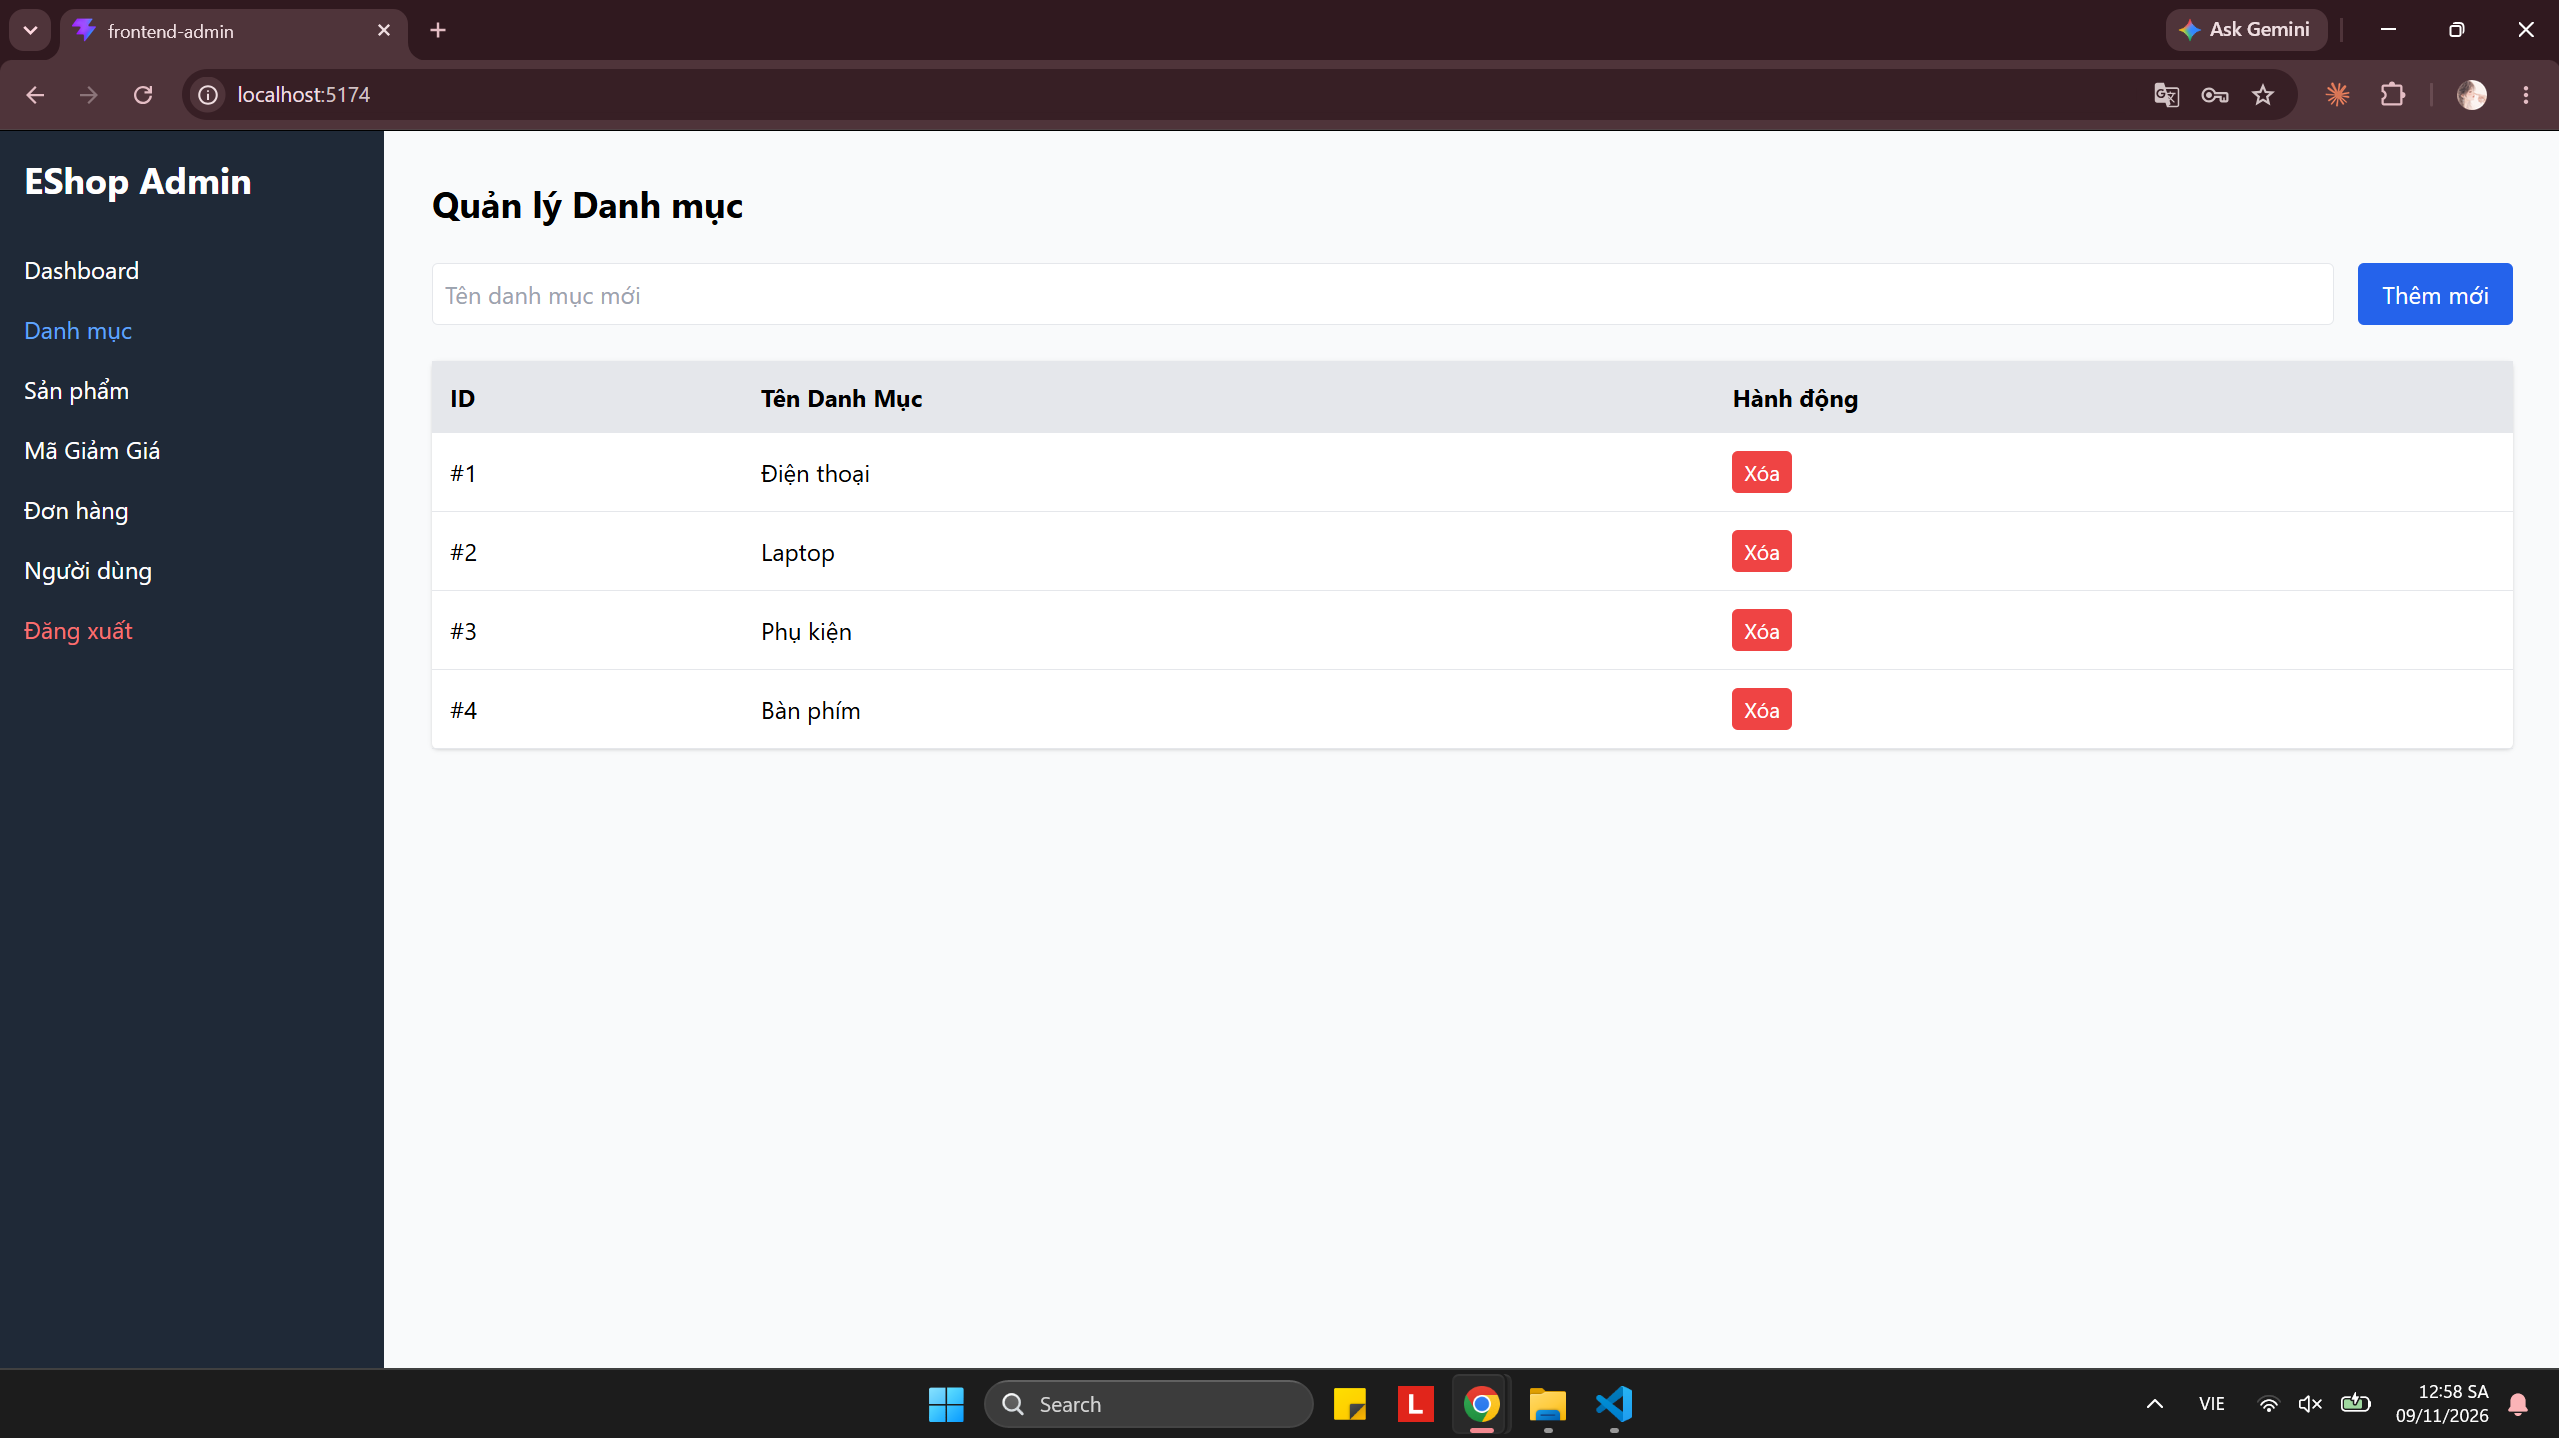 frontend-admin
Ask Gemini
localhost:5174
EShop Admin
Dashboard
Danh mục
Sản phẩm
Mã Giảm Giá
Đơn hàng
Người dùng
Đăng xuất
Quản lý Danh mục
Tên danh mục mới
Thêm mới
ID Tên Danh Mục Hành động
#1 Điện thoại Xóa
#2 Laptop Xóa
#3 Phụ kiện Xóa
#4 Bàn phím Xóa
Search
L
VIE
12:58 SA
09/11/2026